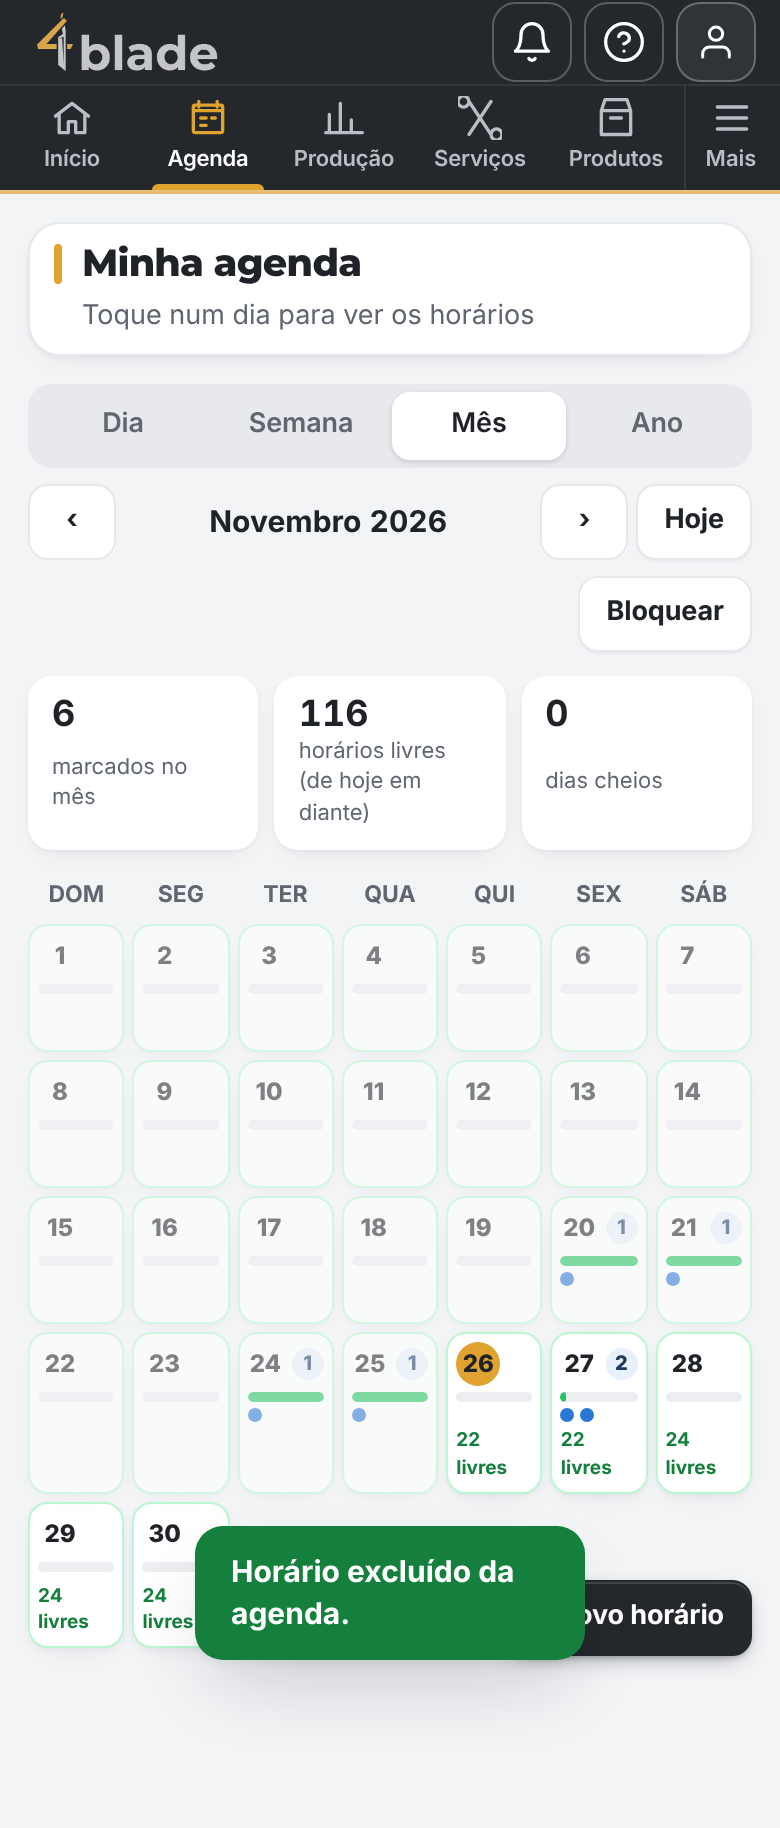 4blade
Início
Agenda
Produção
Serviços
Produtos
Mais
Minha agenda
Toque num dia para ver os horários
Dia
Semana
Mês
Ano
‹
Novembro 2026
›
Hoje
Bloquear
6
marcados no
mês
116
horários livres
(de hoje em
diante)
0
dias cheios
DOM SEG TER QUA QUI SEX SÁB
1 2 3 4 5 6 7
8 9 10 11 12 13 14
15 16 17 18 19 20 1 21 1
22 23 24 1 25 1 26 27 2 28
22 22 24
livres livres livres
29 30
24 24
livres livres
Horário excluído da
agenda.
ovo horário